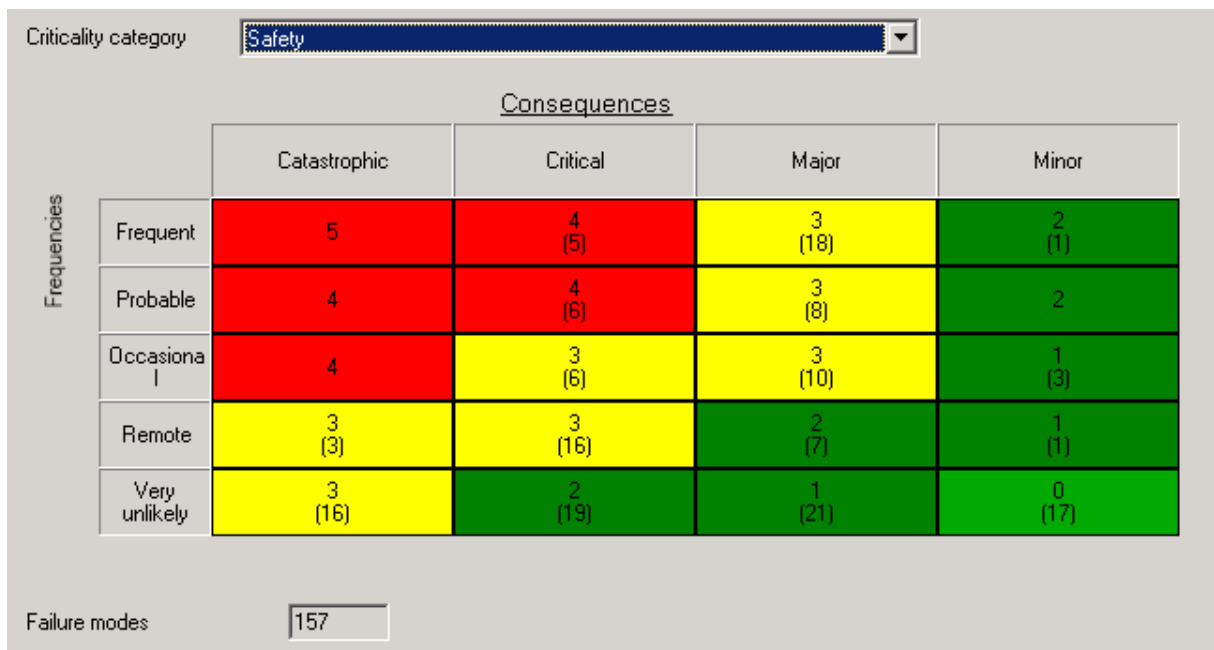 Criticality category
Safety
Consequences
Catastrophic
Critical
Major
Minor
Frequencies
Frequent
5
4
(5)
3
(18)
2
(1)
Probable
4
4
(6)
3
(8)
2
Occasiona
l
4
3
(6)
3
(10)
1
(3)
Remote
3
(3)
3
(16)
2
(7)
1
(1)
Very
unlikely
3
(16)
2
(19)
1
(21)
0
(17)
Failure modes
157